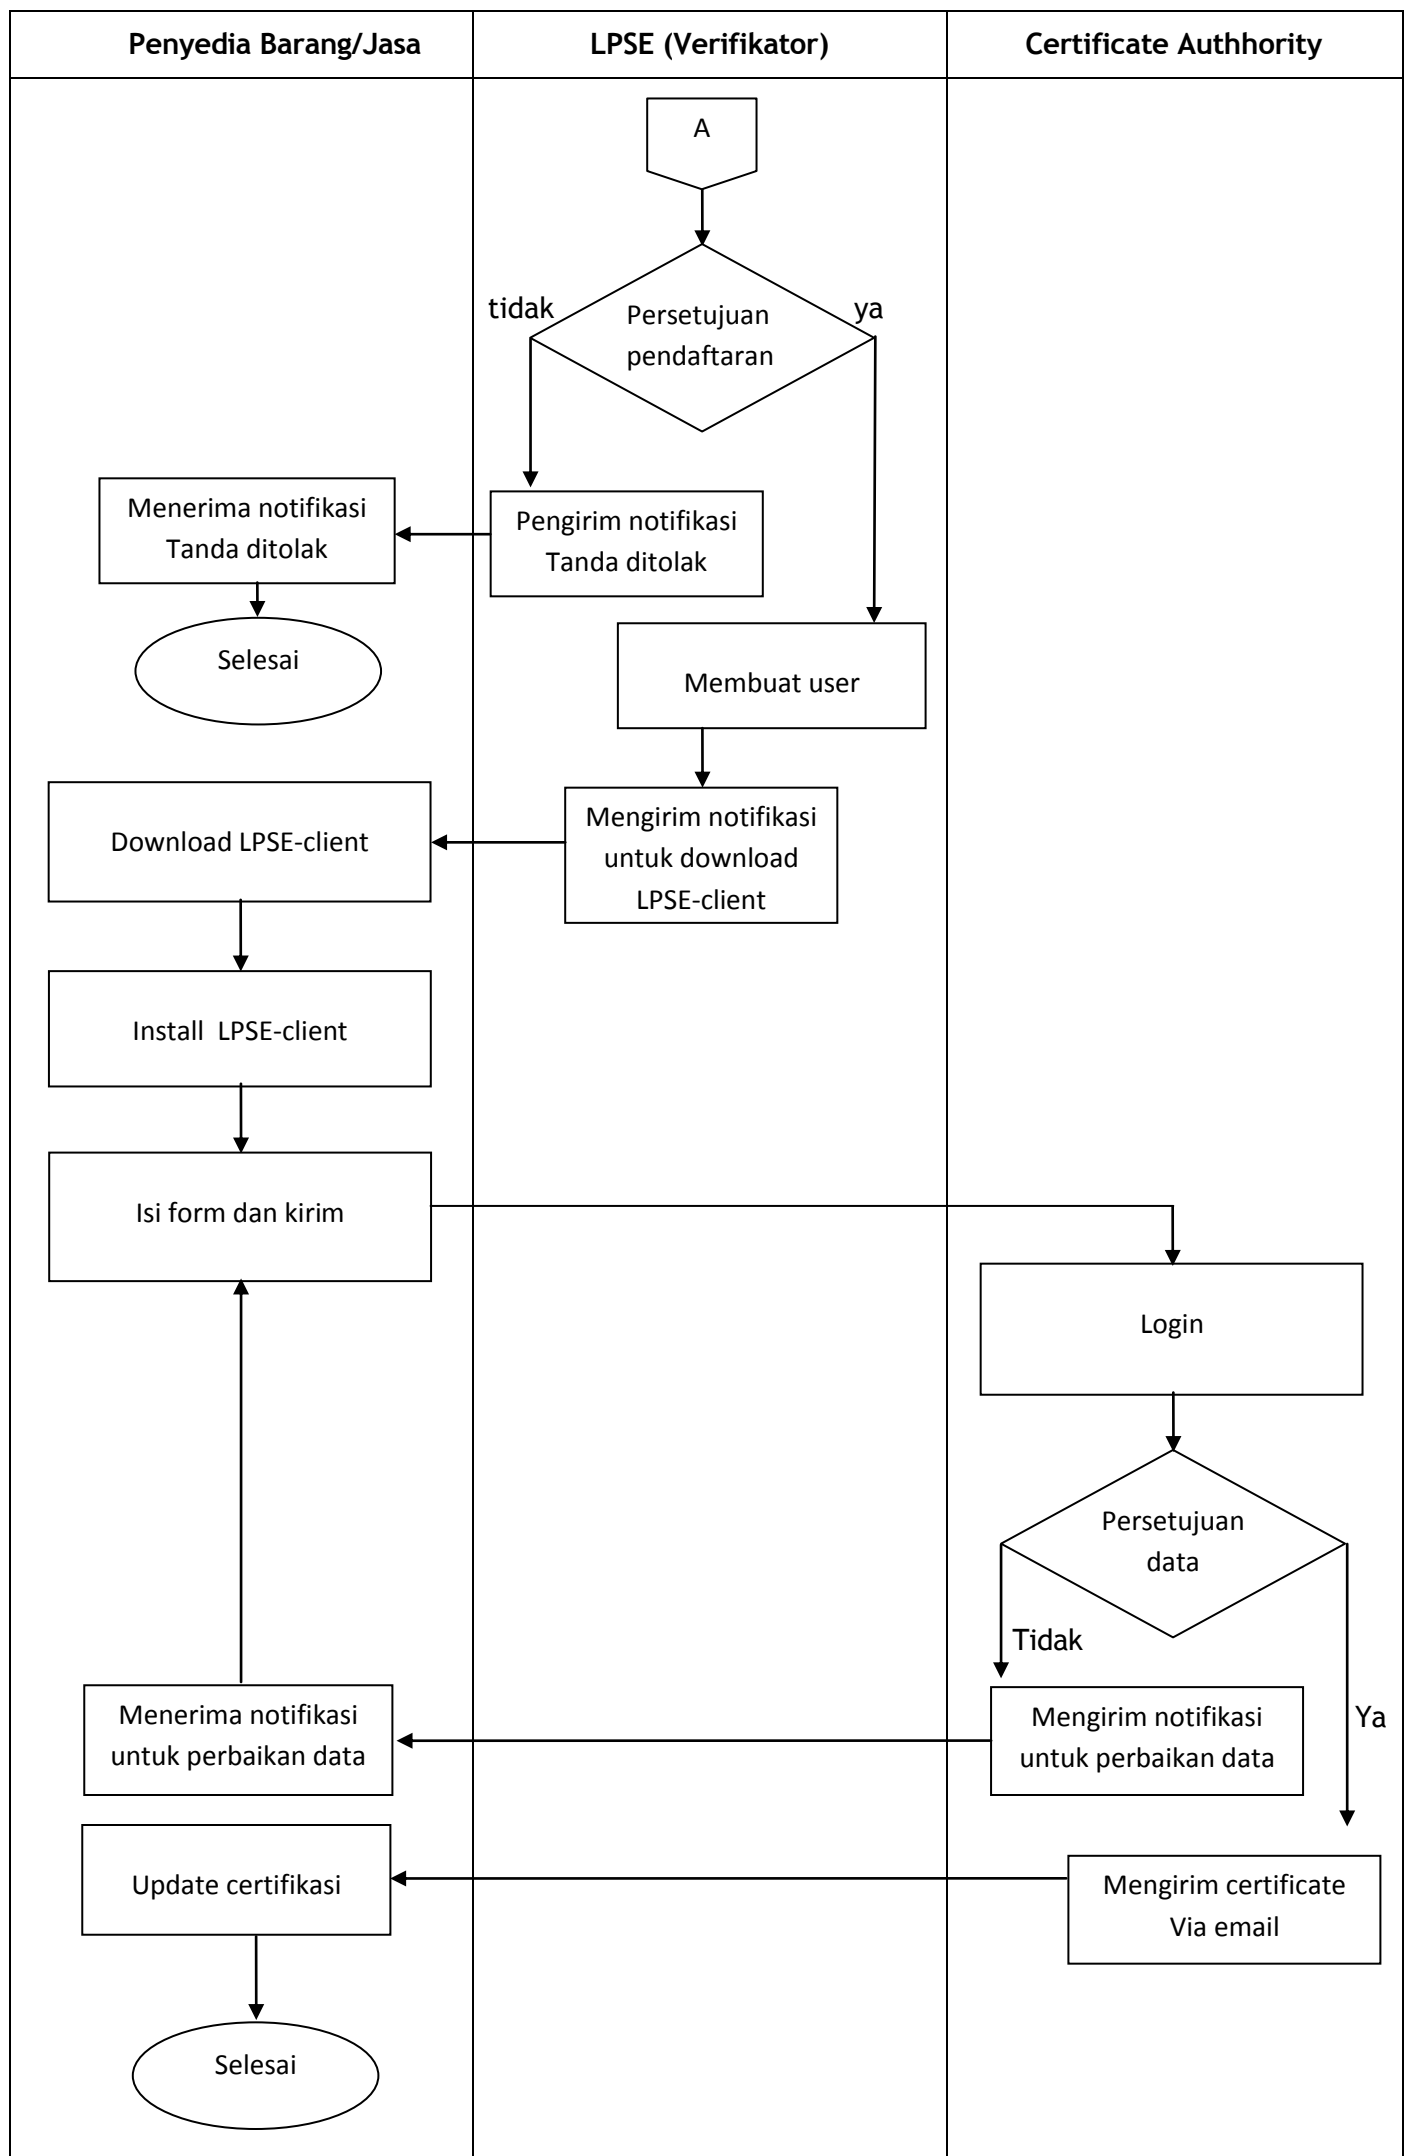 Penyedia Barang/Jasa
LPSE (Verifikator)
Certificate Authhority
A
tidak
Persetujuan
pendaftaran
ya
Menerima notifikasi
Tanda ditolak
Pengirim notifikasi
Tanda ditolak
Selesai
Membuat user
Download LPSE-client
Mengirim notifikasi
untuk download
LPSE-client
Install  LPSE-client
Isi form dan kirim
Login
Persetujuan
data
Tidak
Ya
Menerima notifikasi
untuk perbaikan data
Mengirim notifikasi
untuk perbaikan data
Update certifikasi
Mengirim certificate
Via email
Selesai